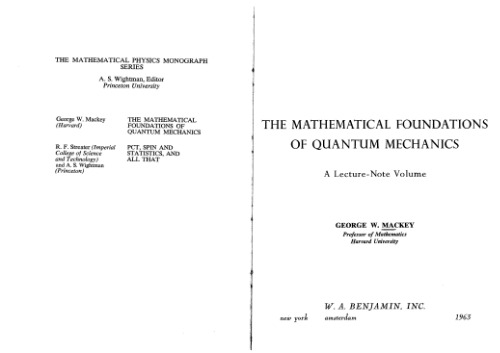 THE MATHEMATICAL PHYSICS MONOGRAPH
SERIES
A. S. Wightman, Editor
Princeton University
George W. Mackey
(Harvard)
THE MATHEMATICAL
FOUNDATIONS OF
QUANTUM MECHANICS
R. F. Streater (Imperial
College of Science
and Technology)
and A. S. Wightman
(Princeton)
PCT, SPIN AND
STATISTICS, AND
ALL THAT
THE MATHEMATICAL FOUNDATIONS
OF QUANTUM MECHANICS
A Lecture-Note Volume
GEORGE W. MACKEY
Professor of Mathematics
Harvard University
W. A. BENJAMIN, INC.
new york amsterdam 1963